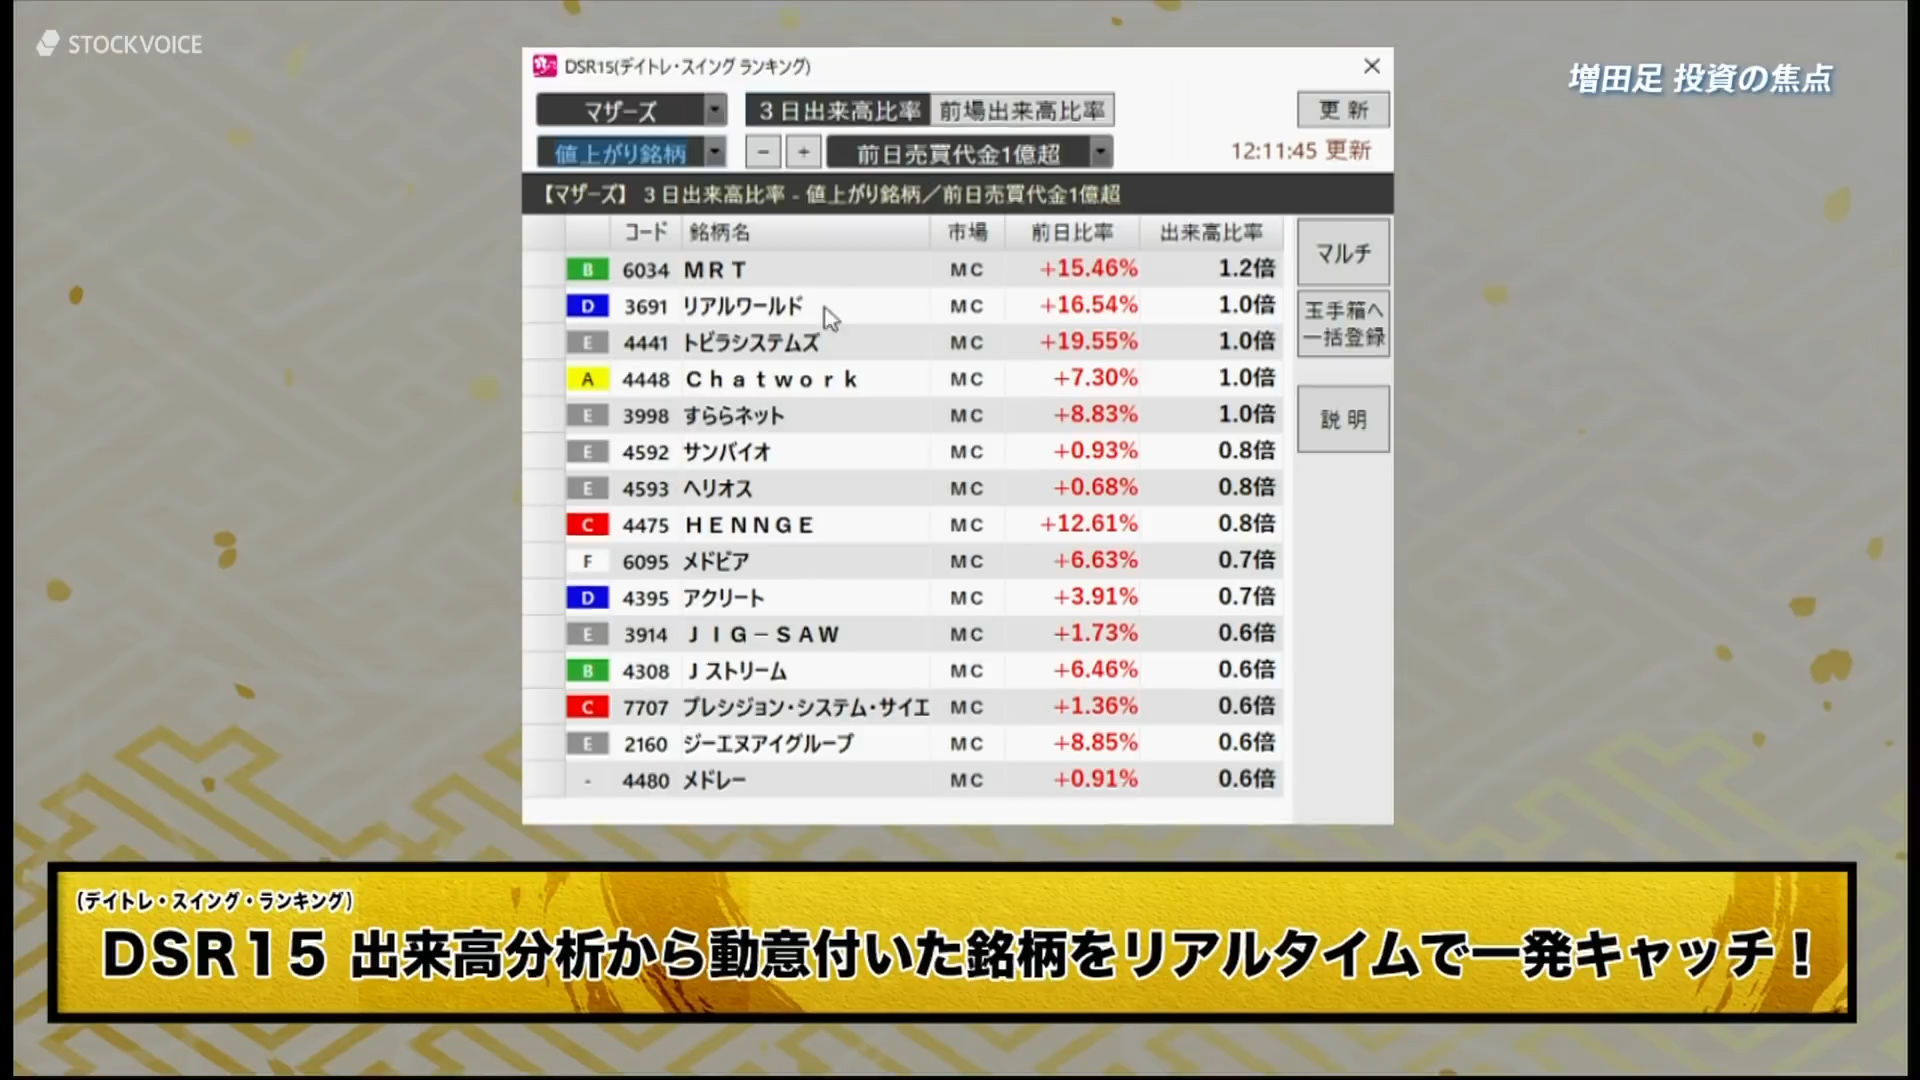 STOCKVOICE
増田足 投資の焦点
DSR15(デイトレ・スイング ランキング)
マザーズ 3日出来高比率 前場出来高比率 更新
値上がり銘柄 − + 前日売買代金1億超 12:11:45 更新
【マザーズ】 3日出来高比率 - 値上がり銘柄/前日売買代金1億超
コード 銘柄名 市場 前日比率 出来高比率
B 6034 MRT MC +15.46% 1.2倍
D 3691 リアルワールド MC +16.54% 1.0倍
E 4441 トビラシステムズ MC +19.55% 1.0倍
A 4448 Chatwork MC +7.30% 1.0倍
E 3998 すららネット MC +8.83% 1.0倍
E 4592 サンバイオ MC +0.93% 0.8倍
E 4593 ヘリオス MC +0.68% 0.8倍
C 4475 HENNGE MC +12.61% 0.8倍
F 6095 メドピア MC +6.63% 0.7倍
D 4395 アクリート MC +3.91% 0.7倍
E 3914 JIG−SAW MC +1.73% 0.6倍
B 4308 Jストリーム MC +6.46% 0.6倍
C 7707 プレシジョン・システム・サイエ MC +1.36% 0.6倍
E 2160 ジーエヌアイグループ MC +8.85% 0.6倍
- 4480 メドレー MC +0.91% 0.6倍
マルチ
玉手箱へ
一括登録
説明
(デイトレ・スイング・ランキング)
DSR15 出来高分析から動意付いた銘柄をリアルタイムで一発キャッチ！